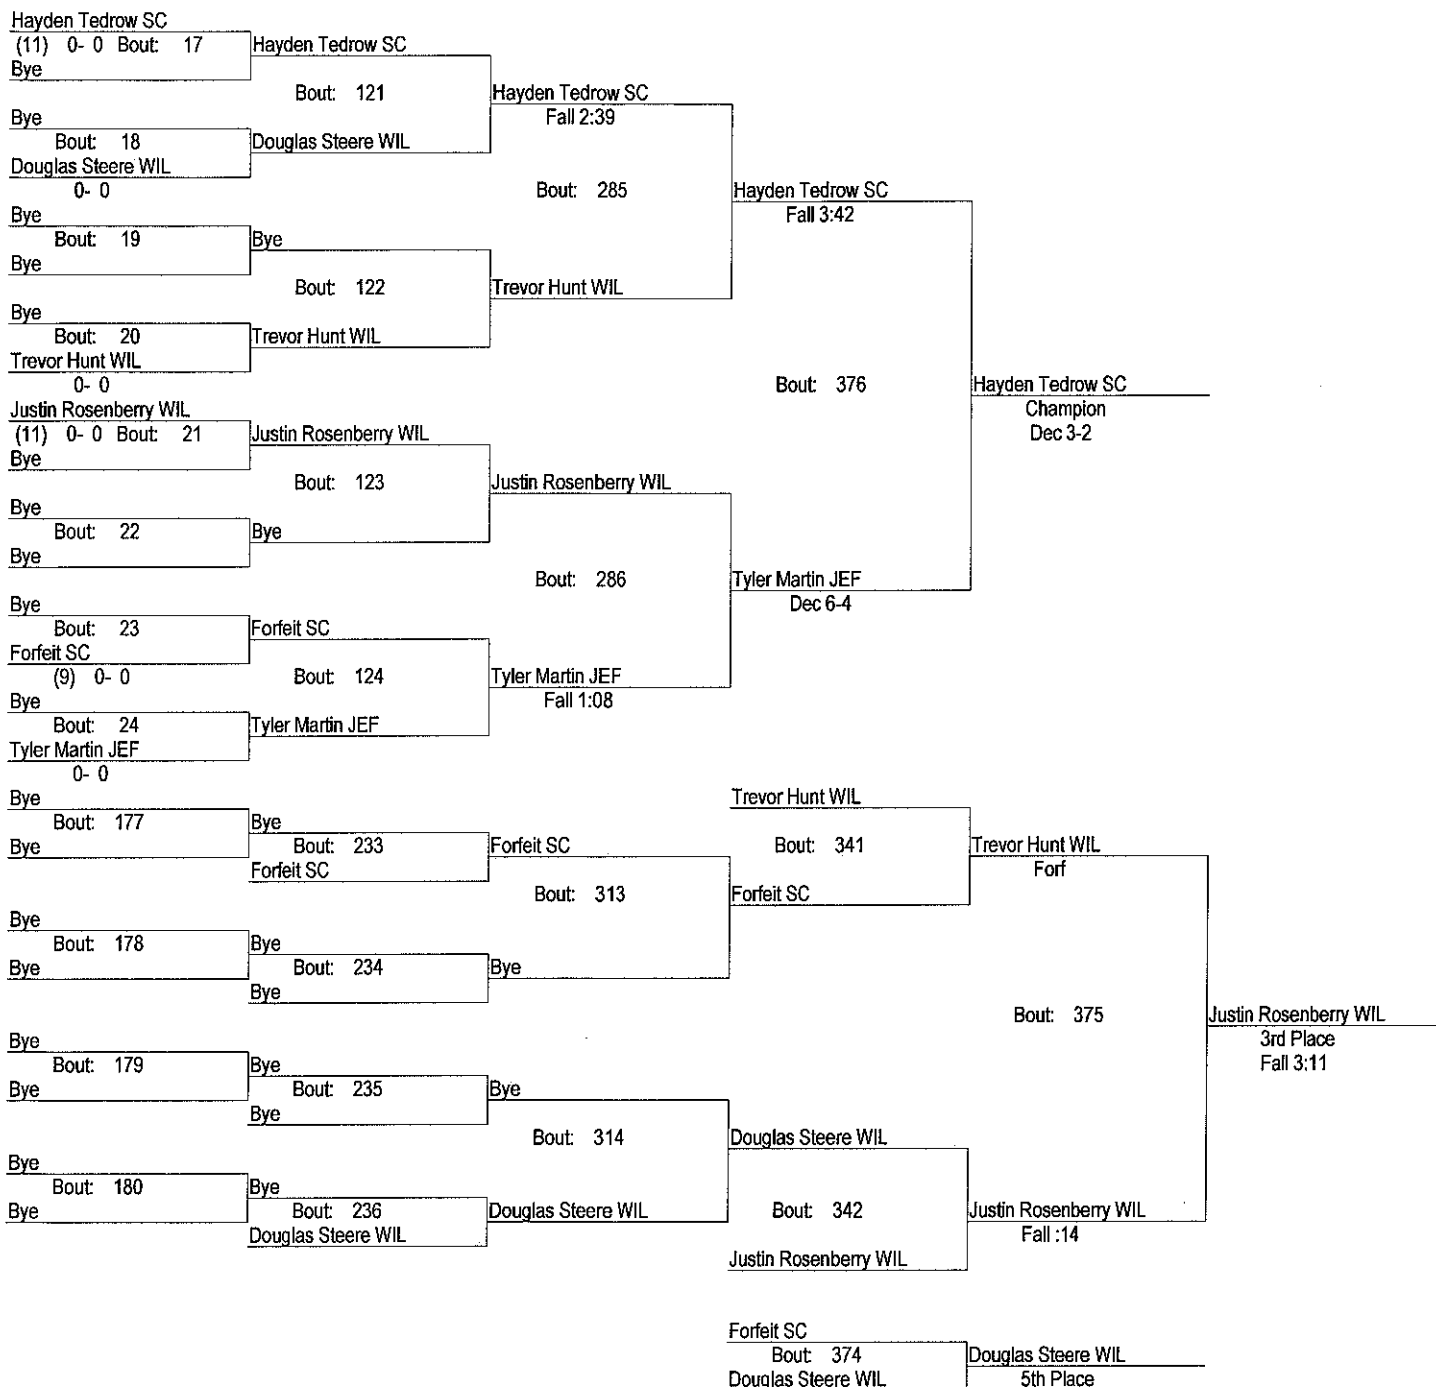 Hayden Tedrow SC
(11) 0- 0 Bout: 17
Bye
Hayden Tedrow SC
Bout: 121
Bye
Bout: 18
Douglas Steere WIL
0- 0
Douglas Steere WIL
Hayden Tedrow SC
Fall 2:39
Bout: 285
Bye
Bout: 19
Bye
Bye
Bout: 122
Bye
Bout: 20
Trevor Hunt WIL
0- 0
Trevor Hunt WIL
Trevor Hunt WIL
Hayden Tedrow SC
Fall 3:42
Bout: 376
Hayden Tedrow SC
Champion
Dec 3-2
Justin Rosenberry WIL
(11) 0- 0 Bout: 21
Bye
Justin Rosenberry WIL
Bout: 123
Bye
Bout: 22
Bye
Bye
Justin Rosenberry WIL
Bout: 286
Bye
Bout: 23
Forfeit SC
(9) 0- 0
Forfeit SC
Bout: 124
Bye
Bout: 24
Tyler Martin JEF
0- 0
Tyler Martin JEF
Tyler Martin JEF
Fall 1:08
Tyler Martin JEF
Dec 6-4
Bye
Bout: 177
Bye
Bye
Bout: 233
Forfeit SC
Forfeit SC
Bout: 313
Bye
Bout: 178
Bye
Bye
Bout: 234
Bye
Bye
Trevor Hunt WIL
Bout: 341
Forfeit SC
Trevor Hunt WIL
Forf
Bout: 375
Justin Rosenberry WIL
3rd Place
Fall 3:11
Bye
Bout: 179
Bye
Bye
Bout: 235
Bye
Bye
Bout: 314
Bye
Bout: 180
Bye
Bye
Bout: 236
Douglas Steere WIL
Douglas Steere WIL
Douglas Steere WIL
Bout: 342
Justin Rosenberry WIL
Justin Rosenberry WIL
Fall :14
Forfeit SC
Bout: 374
Douglas Steere WIL
Douglas Steere WIL
5th Place